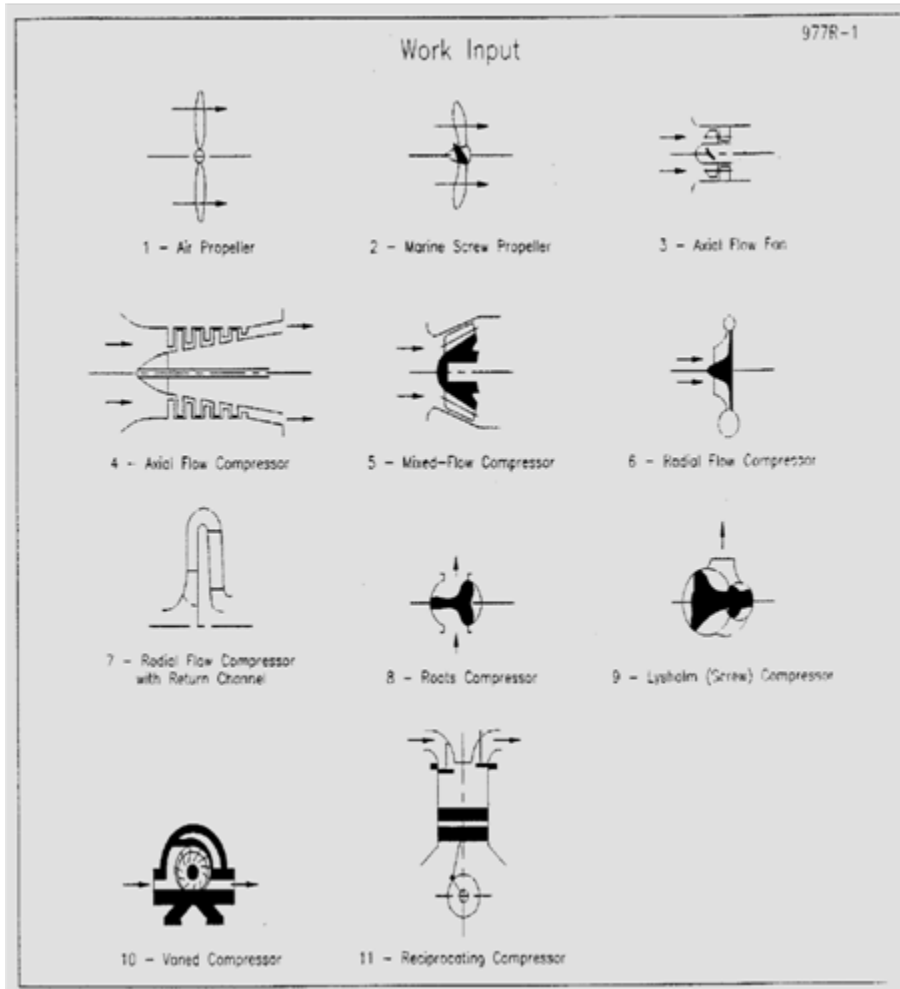 977R-1
Work Input
1 - Air Propeller
2 - Marine Screw Propeller
3 - Axial Flow Fan
4 - Axial Flow Compressor
5 - Mixed-Flow Compressor
6 - Radial Flow Compressor
7 - Radial Flow Compressor
with Return Channel
8 - Roots Compressor
9 - Lysholm (Screw) Compressor
10 - Vaned Compressor
11 - Reciprocating Compressor